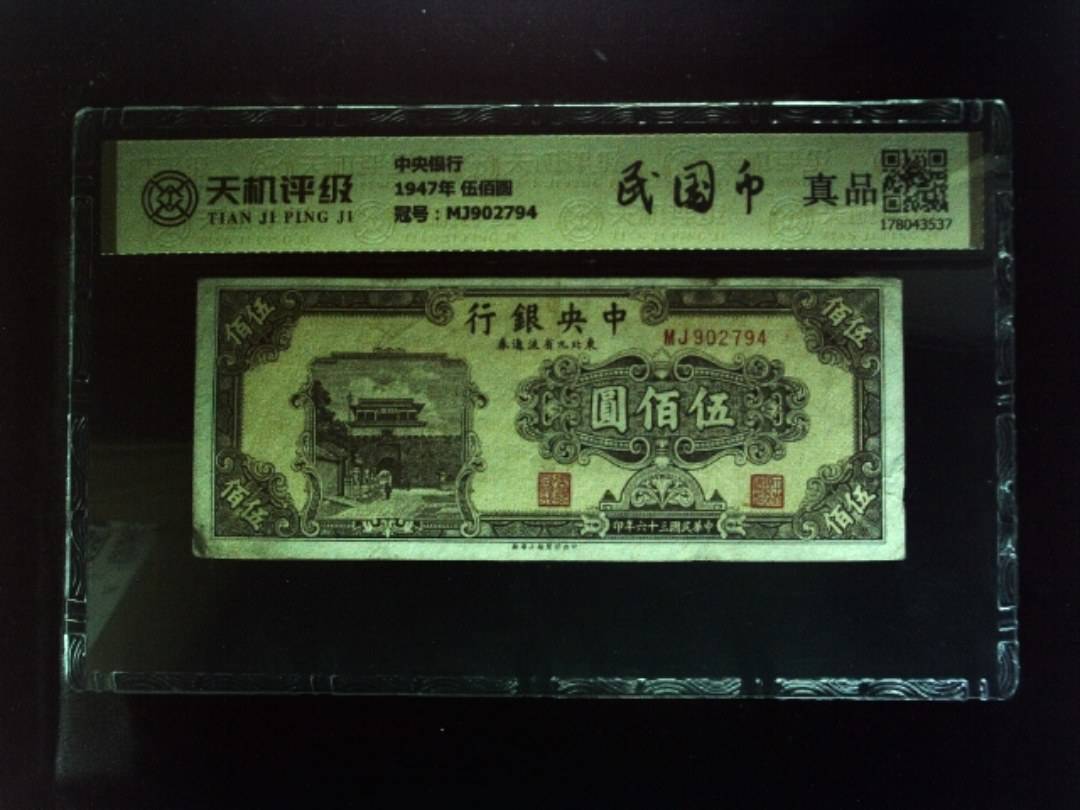 天机评级
TIAN JI PING JI
中央银行
1947年 伍佰圆
冠号：MJ902794
民国币
真品
178043537
行銀央中
券通流省九北東
MJ902794
伍佰
伍佰
圓佰伍
伍佰
伍佰
印年六十三國民華中